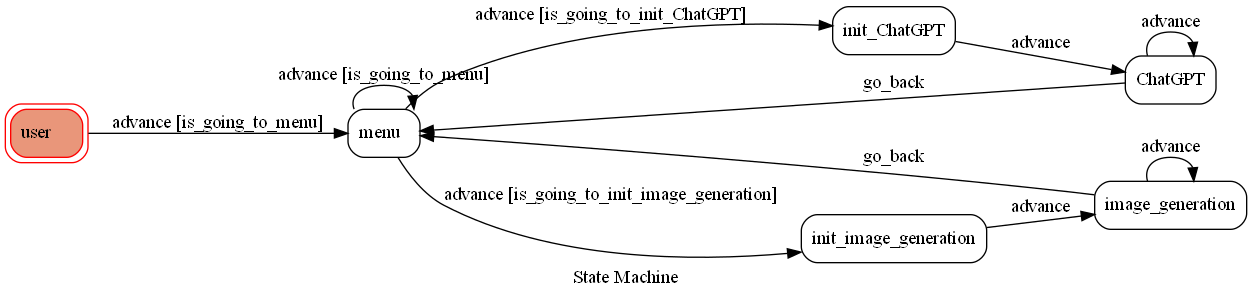 advance [is_going_to_init_ChatGPT]
init_ChatGPT
advance
advance
ChatGPT
advance [is_going_to_menu]
go_back
user
advance [is_going_to_menu]
menu
go_back
advance
advance [is_going_to_init_image_generation]
advance
image_generation
init_image_generation
State Machine